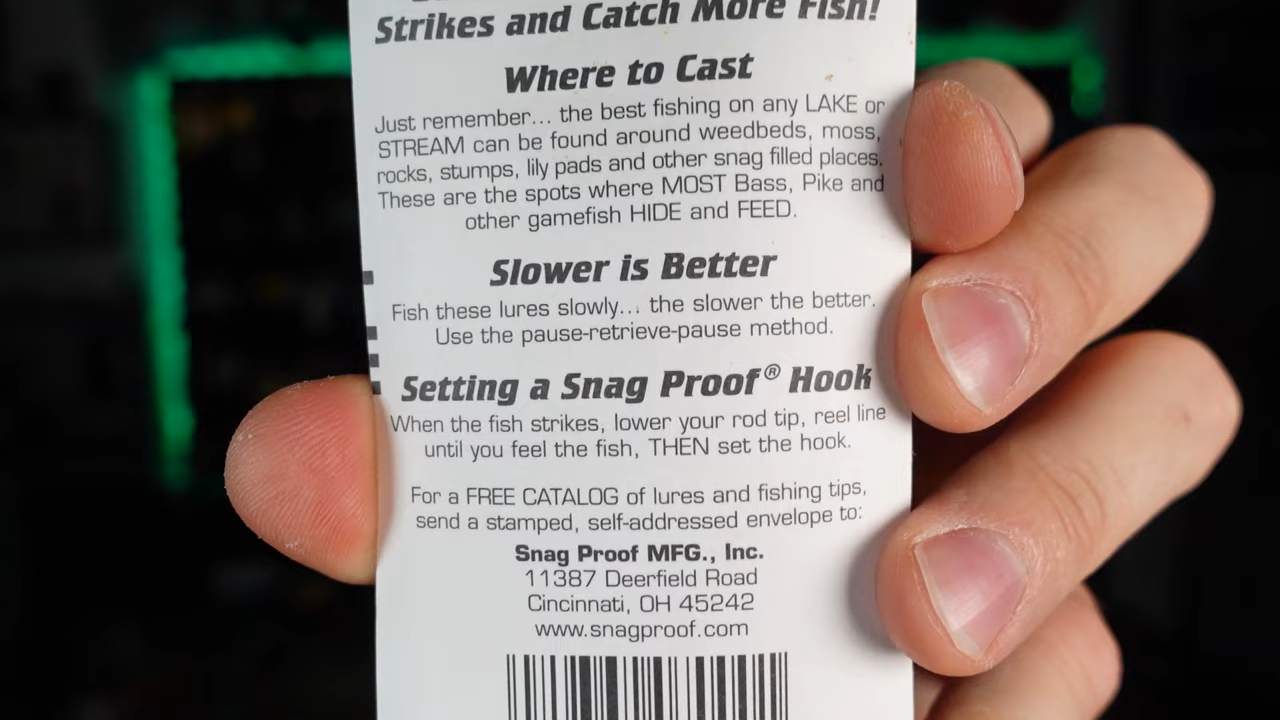 Strikes and Catch More Fish!
Where to Cast
Just remember... the best fishing on any LAKE or
STREAM can be found around weedbeds, moss,
rocks, stumps, lily pads and other snag filled places.
These are the spots where MOST Bass, Pike and
other gamefish HIDE and FEED.
Slower is Better
Fish these lures slowly... the slower the better.
Use the pause-retrieve-pause method.
Setting a Snag Proof® Hook
When the fish strikes, lower your rod tip, reel line
until you feel the fish, THEN set the hook.
For a FREE CATALOG of lures and fishing tips,
send a stamped, self-addressed envelope to:
Snag Proof MFG., Inc.
11387 Deerfield Road
Cincinnati, OH 45242
www.snagproof.com